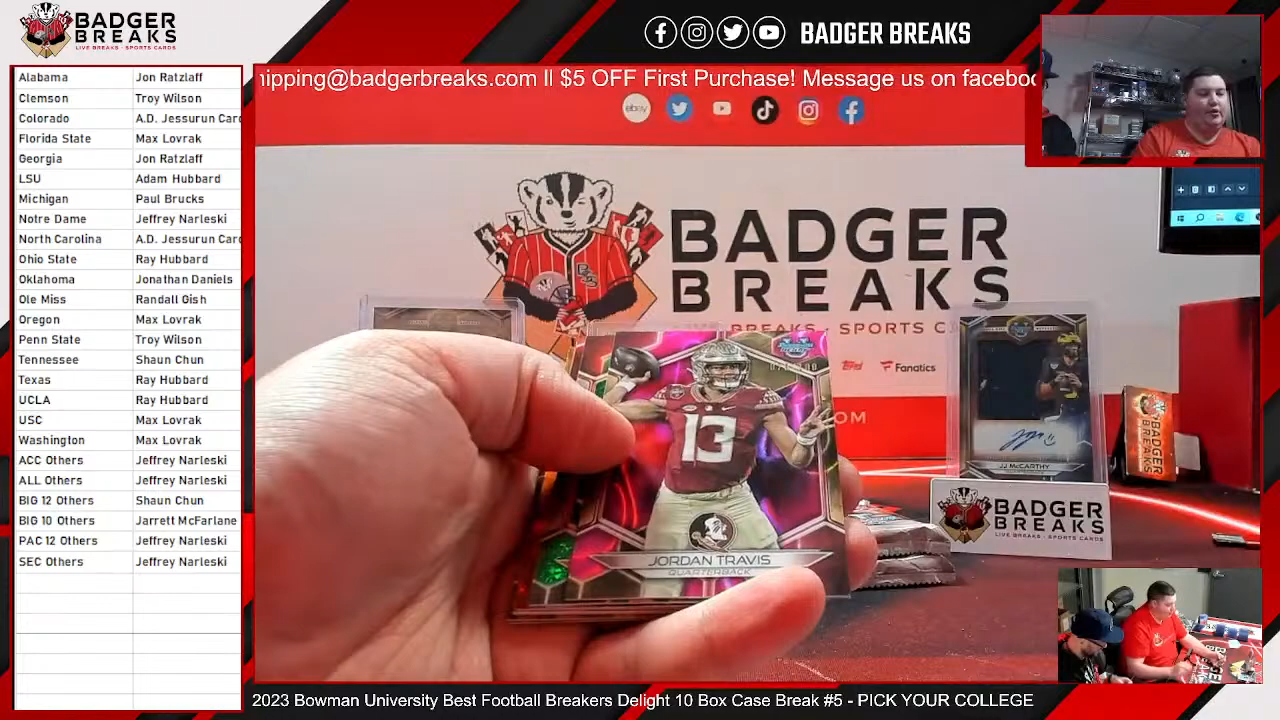 BADGER
BREAKS
LIVE BREAKS · SPORTS CARDS
BADGER BREAKS
hipping@badgerbreaks.com ll $5 OFF First Purchase! Message us on faceboo
Alabama Jon Ratzlaff
Clemson Troy Wilson
Colorado A.D. Jessurun Card
Florida State Max Lovrak
Georgia Jon Ratzlaff
LSU Adam Hubbard
Michigan Paul Brucks
Notre Dame Jeffrey Narleski
North Carolina A.D. Jessurun Card
Ohio State Ray Hubbard
Oklahoma Jonathan Daniels
Ole Miss Randall Gish
Oregon Max Lovrak
Penn State Troy Wilson
Tennessee Shaun Chun
Texas Ray Hubbard
UCLA Ray Hubbard
USC Max Lovrak
Washington Max Lovrak
ACC Others Jeffrey Narleski
ALL Others Jeffrey Narleski
BIG 12 Others Shaun Chun
BIG 10 Others Jarrett McFarlane
PAC 12 Others Jeffrey Narleski
SEC Others Jeffrey Narleski
ebay
BADGER
BREAKS
BREAKS · SPORTS C
topps Fanatics
OM
13
JORDAN TRAVIS
QUARTERBACK
JJ McCARTHY
BADGER
BREAKS
LIVE BREAKS · SPORTS CARDS
BADGER
BREAKS
2023 Bowman University Best Football Breakers Delight 10 Box Case Break #5 - PICK YOUR COLLEGE